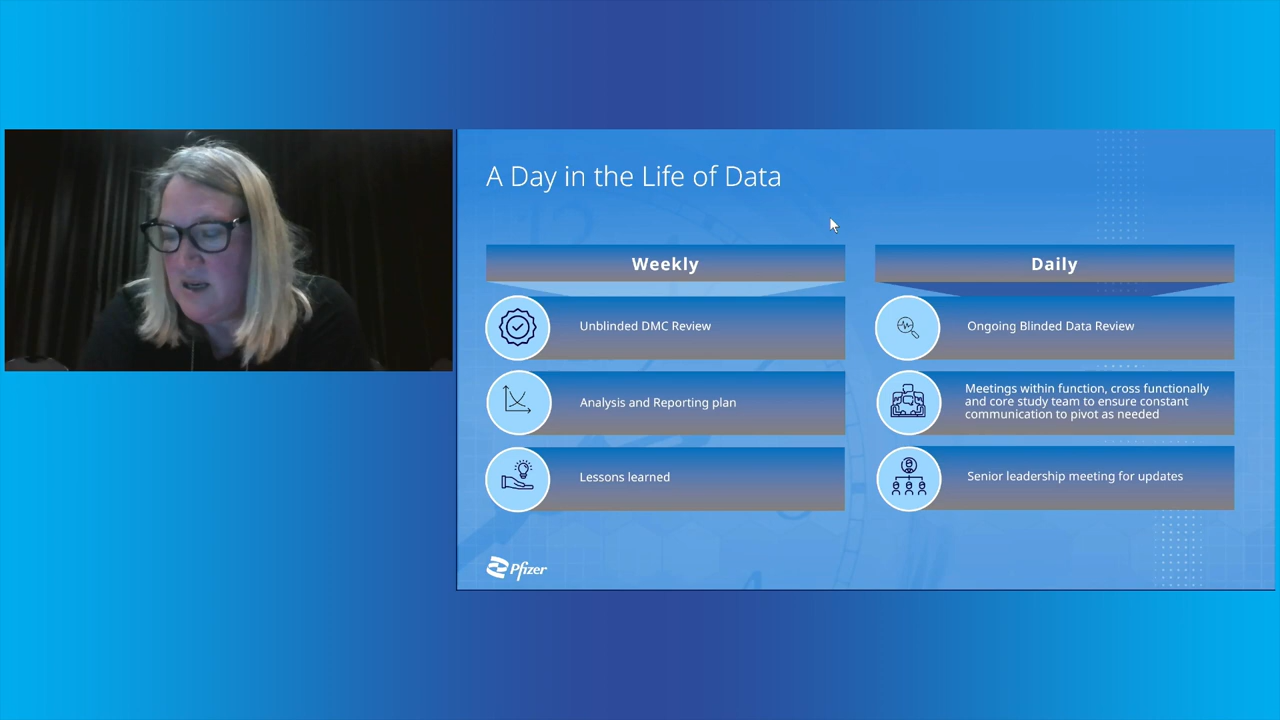 A Day in the Life of Data
Weekly
Unblinded DMC Review
Analysis and Reporting plan
Lessons learned
Daily
Ongoing Blinded Data Review
Meetings within function, cross functionally
and core study team to ensure constant
communication to pivot as needed
Senior leadership meeting for updates
Pfizer